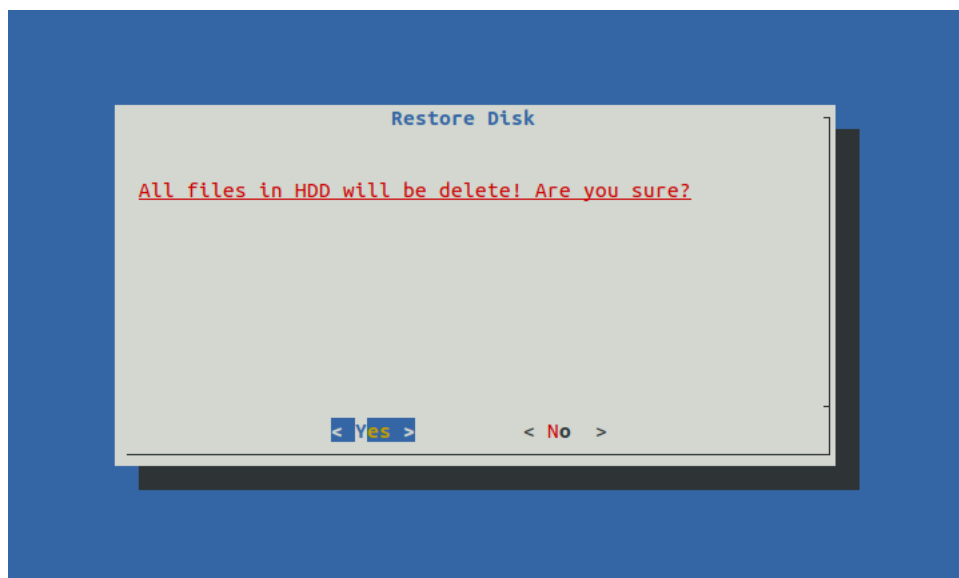 Restore Disk
All files in HDD will be delete! Are you sure?
< Yes > < No >